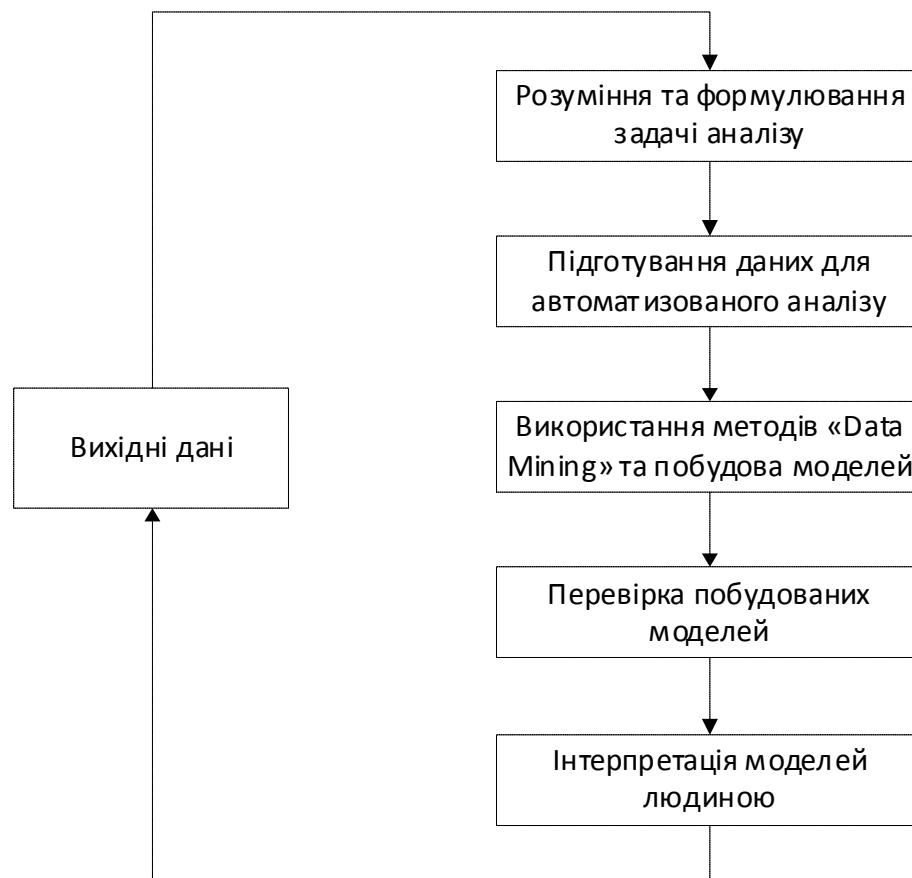 Розуміння та формулювання
задачі аналізу
Підготування даних для
автоматизованого аналізу
Вихідні дані
Використання методів «Data
Mining» та побудова моделей
Перевірка побудованих
моделей
Інтерпретація моделей
людиною